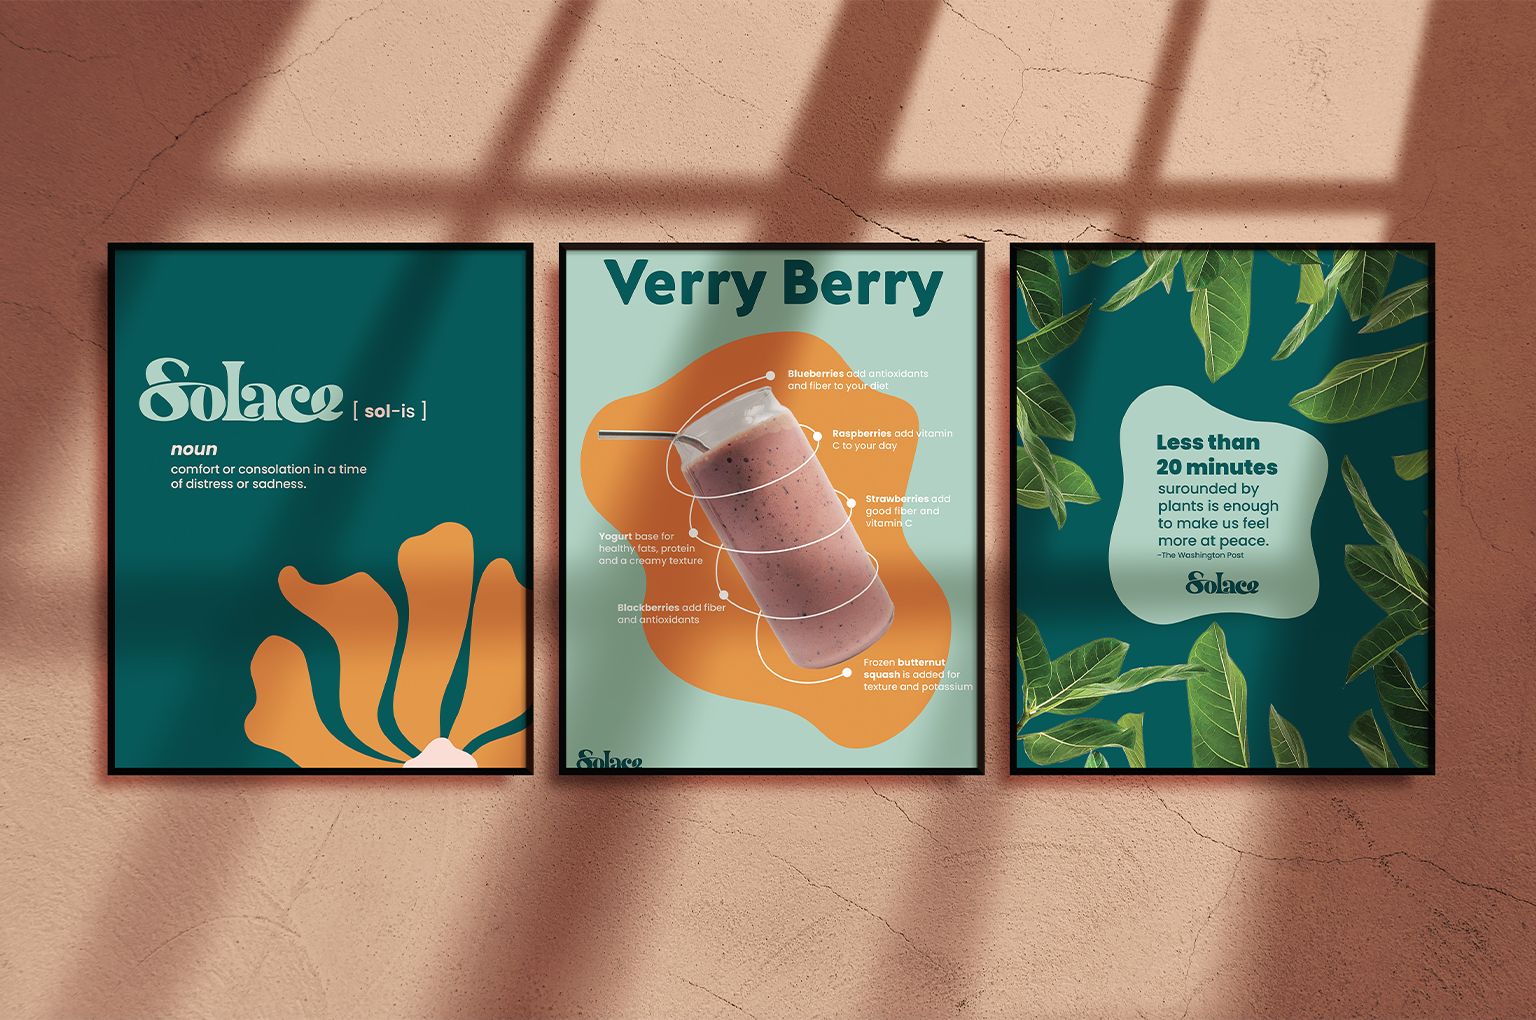 Solace [ sol-is ]
noun
comfort or consolation in a time
of distress or sadness.
Verry Berry
Blueberries add antioxidants
and fiber to your diet
Raspberries add vitamin
C to your day
Strawberries add
good fiber and
vitamin C
Yogurt base for
healthy fats, protein
and a creamy texture
Blackberries add fiber
and antioxidants
Frozen butternut
squash is added for
texture and potassium
Solace
Less than
20 minutes
surounded by
plants is enough
to make us feel
more at peace.
-The Washington Post
Solace